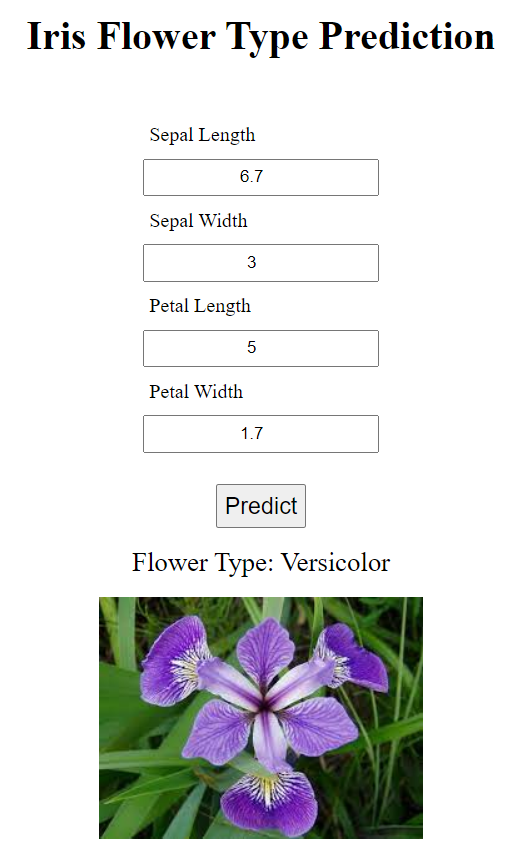 Iris Flower Type Prediction
Sepal Length
6.7
Sepal Width
3
Petal Length
5
Petal Width
1.7
Predict
Flower Type: Versicolor